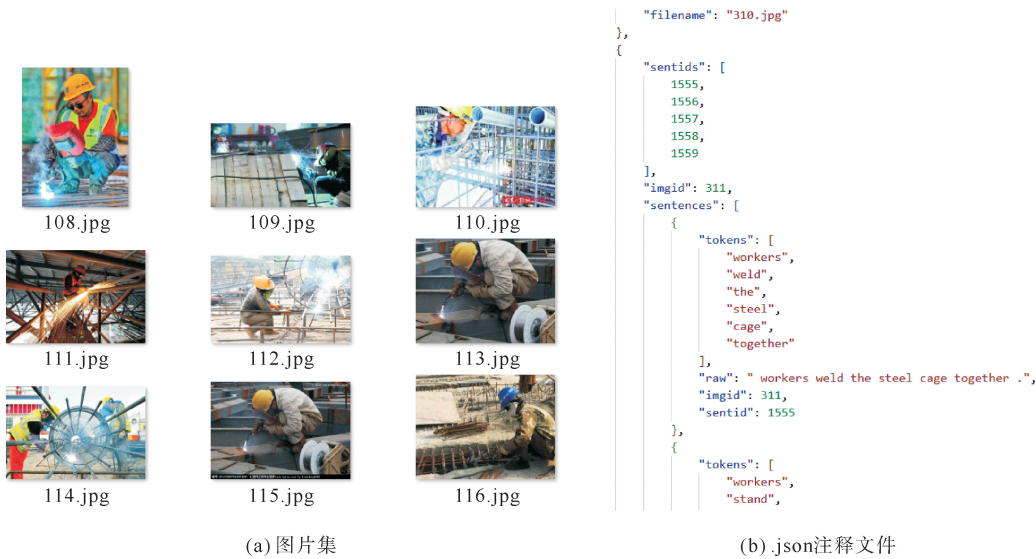 108.jpg
109.jpg
110.jpg
111.jpg
112.jpg
113.jpg
114.jpg
115.jpg
116.jpg
(a) 图片集
"filename": "310.jpg"
},
{
"sentids": [
1555,
1556,
1557,
1558,
1559
],
"imgid": 311,
"sentences": [
{
"tokens": [
"workers",
"weld",
"the",
"steel",
"cage",
"together"
],
"raw": " workers weld the steel cage together .",
"imgid": 311,
"sentid": 1555
},
{
"tokens": [
"workers",
"stand",
(b) .json注释文件